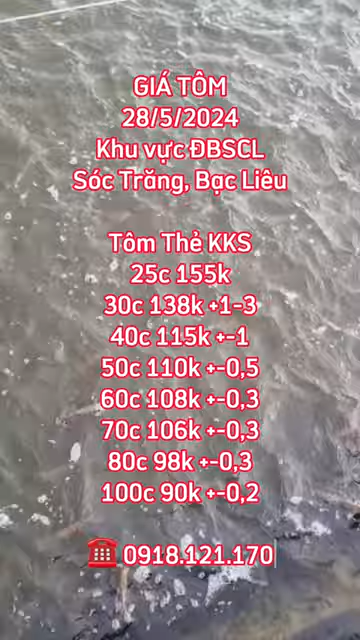 GIÁ TÔM
28/5/2024
Khu vực ĐBSCL
Sóc Trăng, Bạc Liêu
Tôm Thẻ KKS
25c 155k
30c 138k +1-3
40c 115k +-1
50c 110k +-0,5
60c 108k +-0,3
70c 106k +-0,3
80c 98k +-0,3
100c 90k +-0,2
☎ 0918.121.170